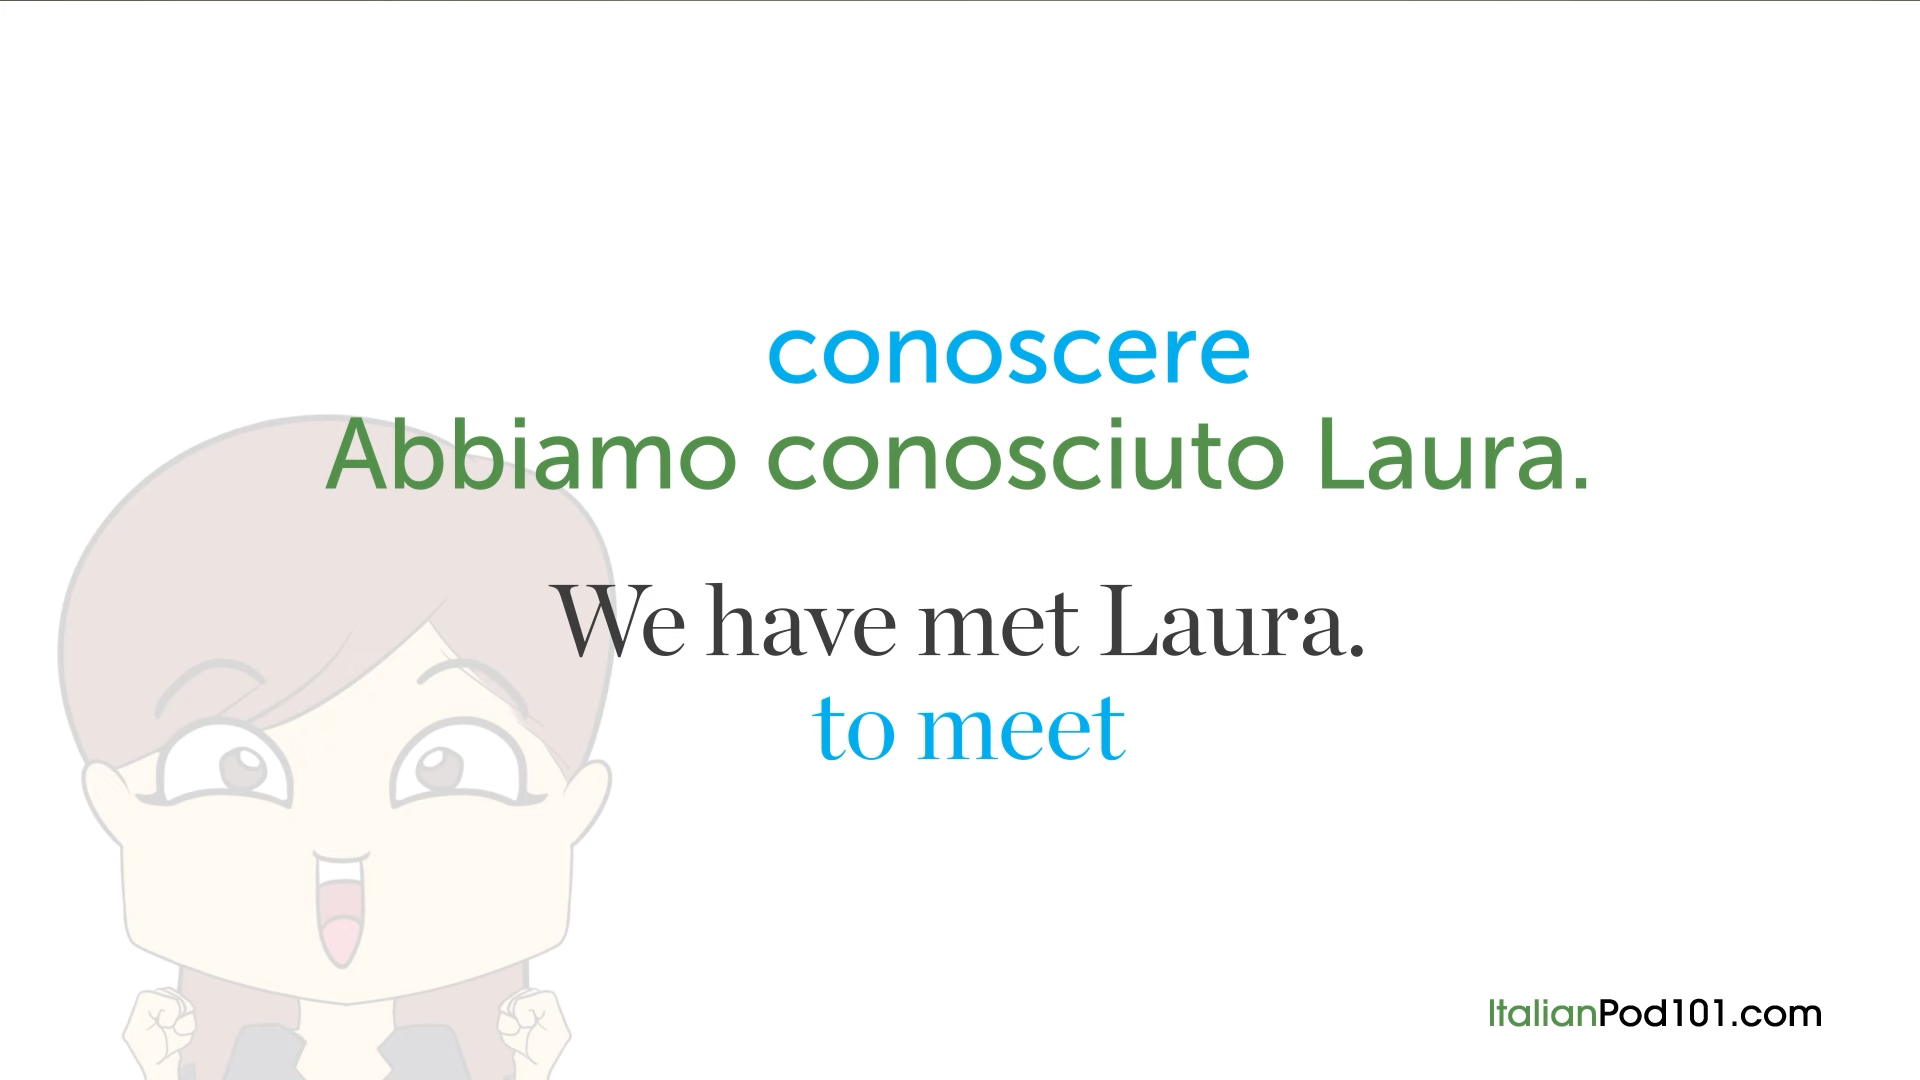 conoscere
Abbiamo conosciuto Laura.
We have met Laura.
to meet
ItalianPod101.com